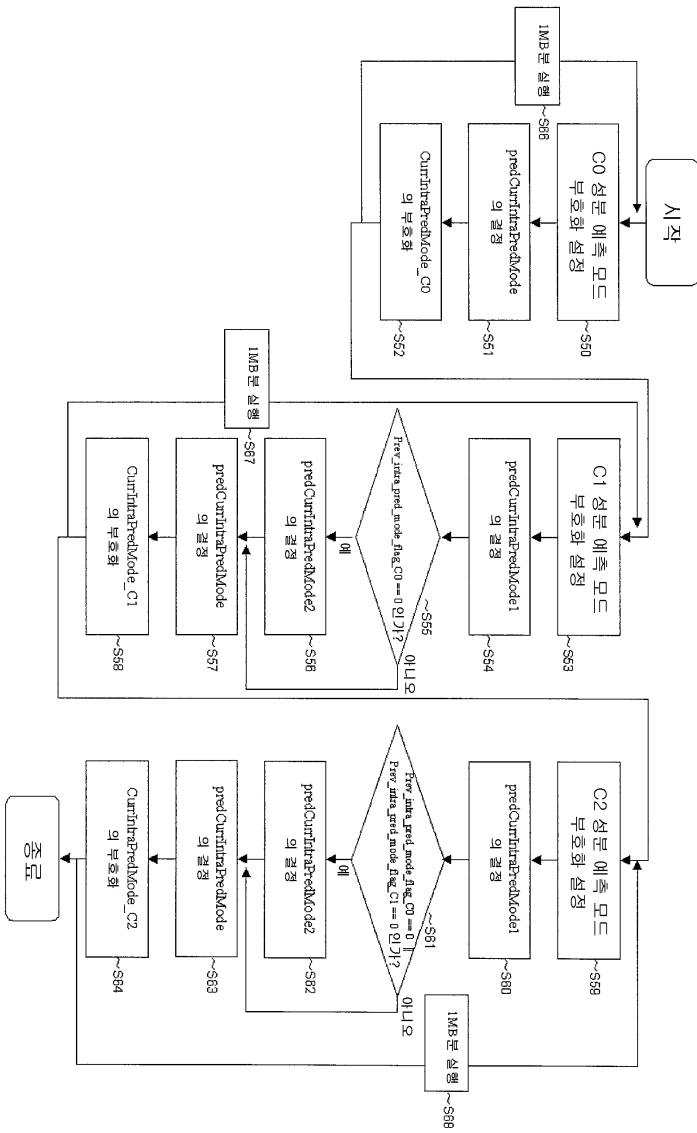 시작
C0 성분 예측 모드
부호화 설정
~S50
predCurrIntraPredMode
의 결정
~S51
CurrIntraPredMode_C0
의 부호화
~S52
1MB분 실행
~S66
C1 성분 예측 모드
부호화 설정
~S53
predCurrIntraPredMode1
의 결정
~S54
Prev_intra_pred_mode_flag_C0 == 0 인가?
~S55
예
아니오
predCurrIntraPredMode2
의 결정
~S56
predCurrIntraPredMode
의 결정
~S57
CurrIntraPredMode_C1
의 부호화
~S58
1MB분 실행
~S67
C2 성분 예측 모드
부호화 설정
~S59
predCurrIntraPredMode1
의 결정
~S60
Prev_intra_pred_mode_flag_C0 == 0 ||
Prev_intra_pred_mode_flag_C1 == 0 인가?
~S61
예
아니오
predCurrIntraPredMode2
의 결정
~S62
predCurrIntraPredMode
의 결정
~S63
CurrIntraPredMode_C2
의 부호화
~S64
1MB분 실행
~S68
종료